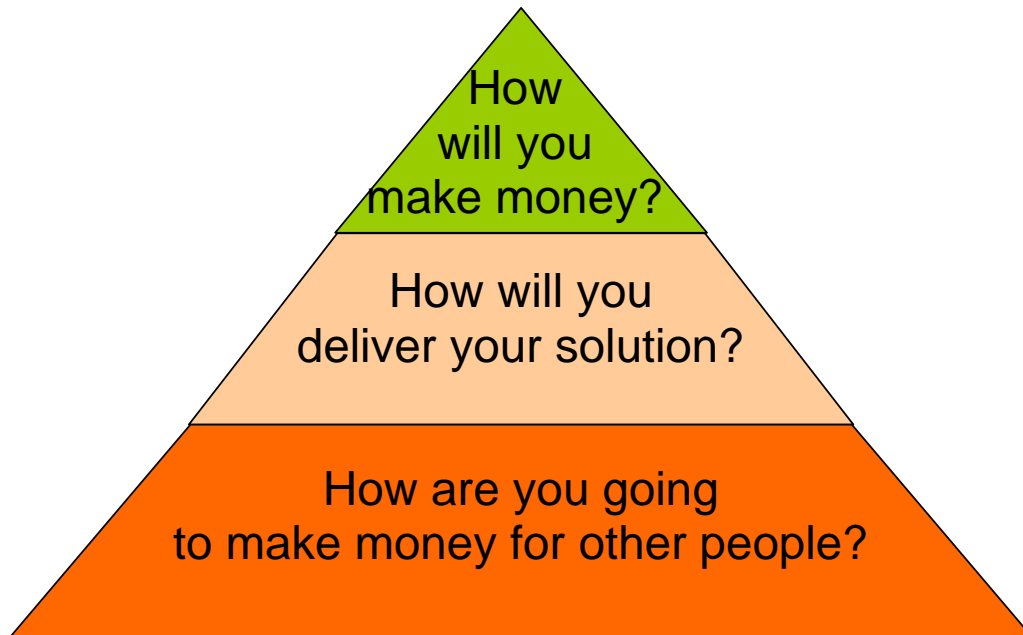 How
will you
make money?
How will you
deliver your solution?
How are you going
to make money for other people?